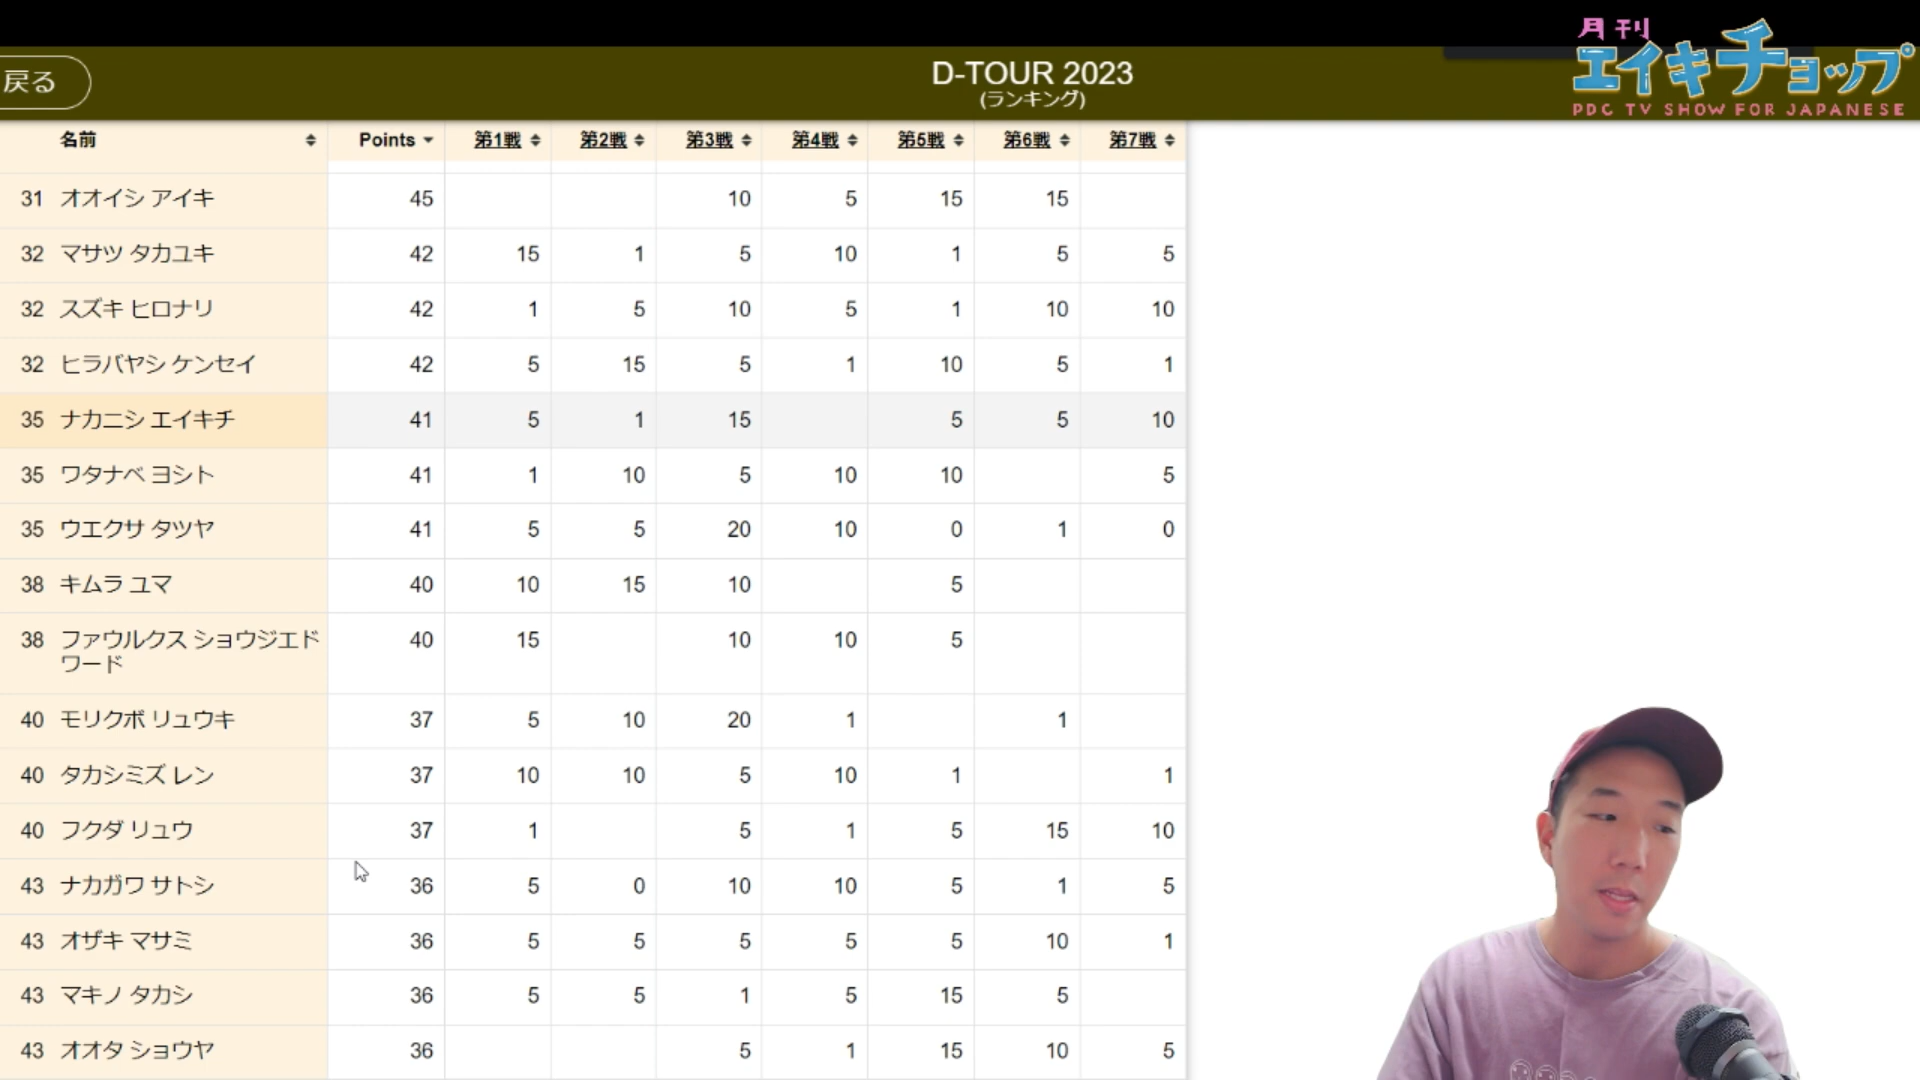 月刊
エイキチョップ
PDC TV SHOW FOR JAPANESE
戻る
D-TOUR 2023
(ランキング)
名前 Points 第1戦 第2戦 第3戦 第4戦 第5戦 第6戦 第7戦
31 オオイシ アイキ 45 10 5 15 15
32 マサツ タカユキ 42 15 1 5 10 1 5 5
32 スズキ ヒロナリ 42 1 5 10 5 1 10 10
32 ヒラバヤシ ケンセイ 42 5 15 5 1 10 5 1
35 ナカニシ エイキチ 41 5 1 15 5 5 10
35 ワタナベ ヨシト 41 1 10 5 10 10 5
35 ウエクサ タツヤ 41 5 5 20 10 0 1 0
38 キムラ ユマ 40 10 15 10 5
38 ファウルクス ショウジエド 40 15 10 10 5
ワード
40 モリクボ リュウキ 37 5 10 20 1 1
40 タカシミズ レン 37 10 10 5 10 1 1
40 フクダ リュウ 37 1 5 1 5 15 10
43 ナカガワ サトシ 36 5 0 10 10 5 1 5
43 オザキ マサミ 36 5 5 5 5 5 10 1
43 マキノ タカシ 36 5 5 1 5 15 5
43 オオタ ショウヤ 36 5 1 15 10 5